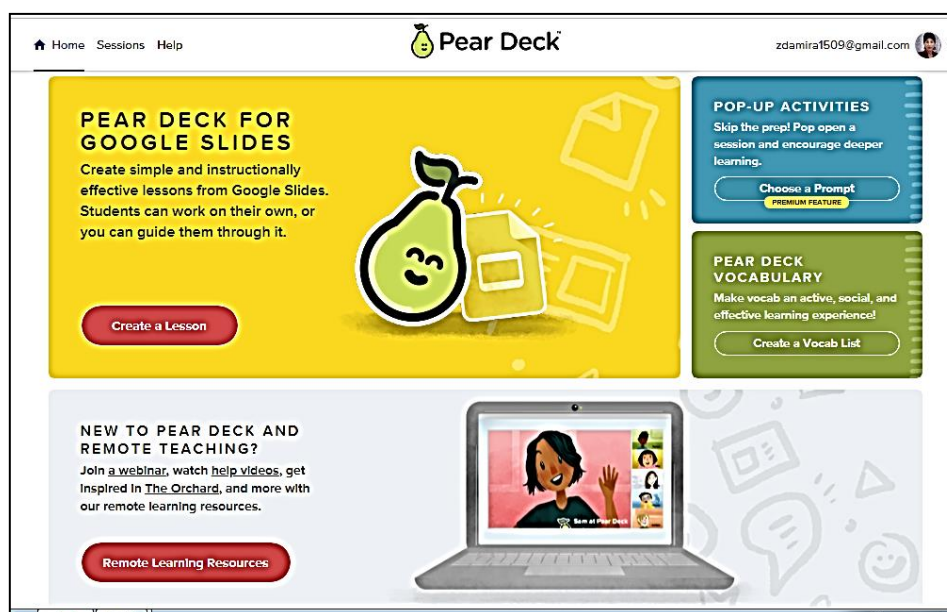 Home Sessions Help
Pear Deck
zdamira1509@gmail.com
PEAR DECK FOR
GOOGLE SLIDES
Create simple and instructionally
effective lessons from Google Slides.
Students can work on their own, or
you can guide them through it.
Create a Lesson
POP-UP ACTIVITIES
Skip the prep! Pop open a
session and encourage deeper
learning.
Choose a Prompt
PREMIUM FEATURE
PEAR DECK
VOCABULARY
Make vocab an active, social, and
effective learning experience!
Create a Vocab List
NEW TO PEAR DECK AND
REMOTE TEACHING?
Join a webinar, watch help videos, get
inspired in The Orchard, and more with
our remote learning resources.
Remote Learning Resources
Sam at Pear Deck